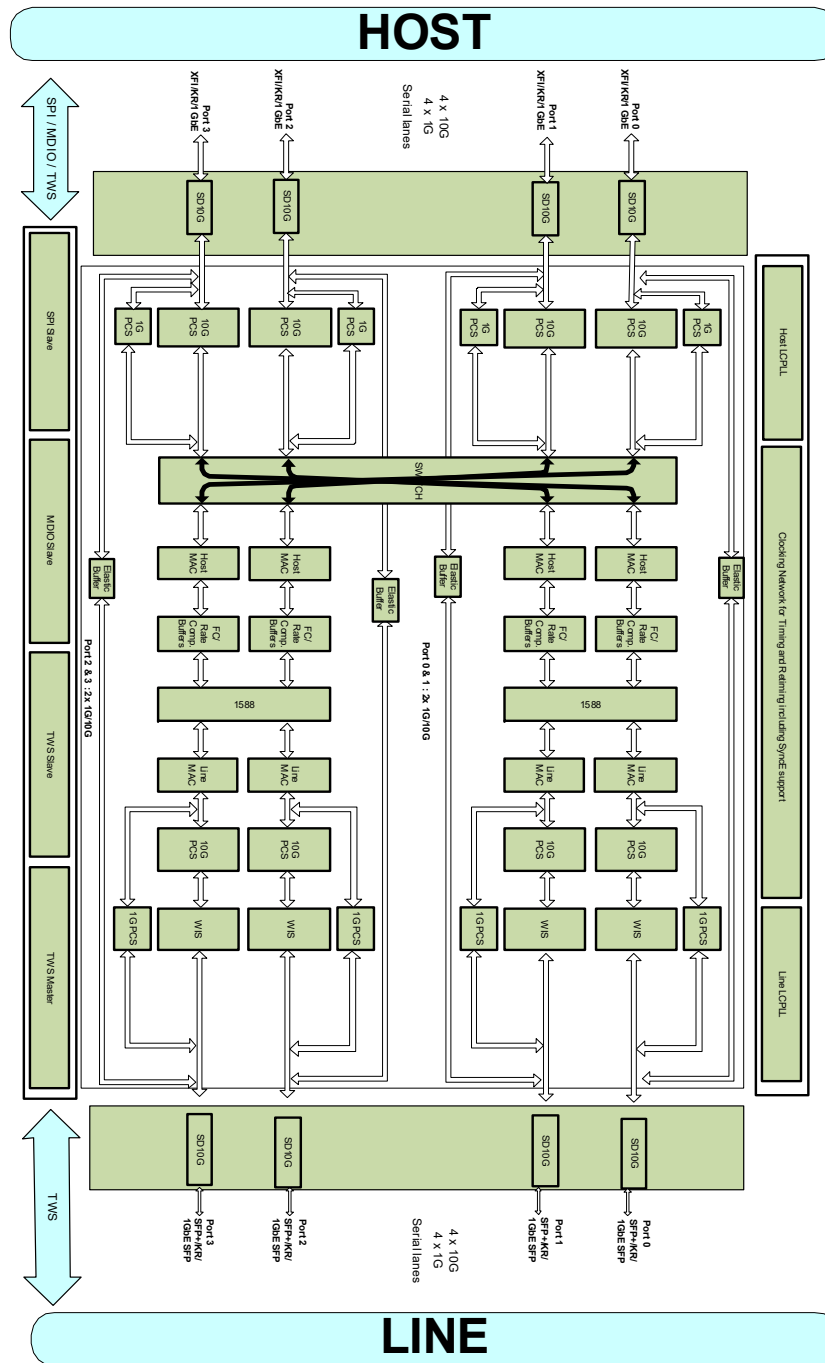 HOST
SPI / MDIO / TWS
Port 3
XFI/KR/1 GbE
Port 2
XFI/KR/1 GbE
4 x 10G
4 x 1G
Serial lanes
Port 1
XFI/KR/1 GbE
Port 0
XFI/KR/1 GbE
SD10G
SD10G
SD10G
SD10G
SPI Slave
MDIO Slave
TWS Slave
TWS Master
Host LCPLL
Clocking Network for Timing and Retiming including SyncE support
Line LCPLL
1G
PCS
10G
PCS
10G
PCS
1G
PCS
1G
PCS
10G
PCS
10G
PCS
1G
PCS
SWITCH
Host
MAC
Host
MAC
Host
MAC
Host
MAC
Elastic
Buffer
Elastic
Buffer
Elastic
Buffer
Elastic
Buffer
FC/
Rate
Comp.
Buffers
FC/
Rate
Comp.
Buffers
FC/
Rate
Comp.
Buffers
FC/
Rate
Comp.
Buffers
Port 2 & 3 : 2x 1G/10G
Port 0 & 1 : 2x 1G/10G
1588
1588
Line
MAC
Line
MAC
Line
MAC
Line
MAC
10G
PCS
10G
PCS
10G
PCS
10G
PCS
1G PCS
WIS
WIS
1G PCS
1G PCS
WIS
WIS
1G PCS
SD10G
SD10G
SD10G
SD10G
TWS
Port 3
SFP+/KR/
1GbE SFP
Port 2
SFP+/KR/
1GbE SFP
4 x 10G
4 x 1G
Serial lanes
Port 1
SFP+/KR/
1GbE SFP
Port 0
SFP+/KR/
1GbE SFP
LINE